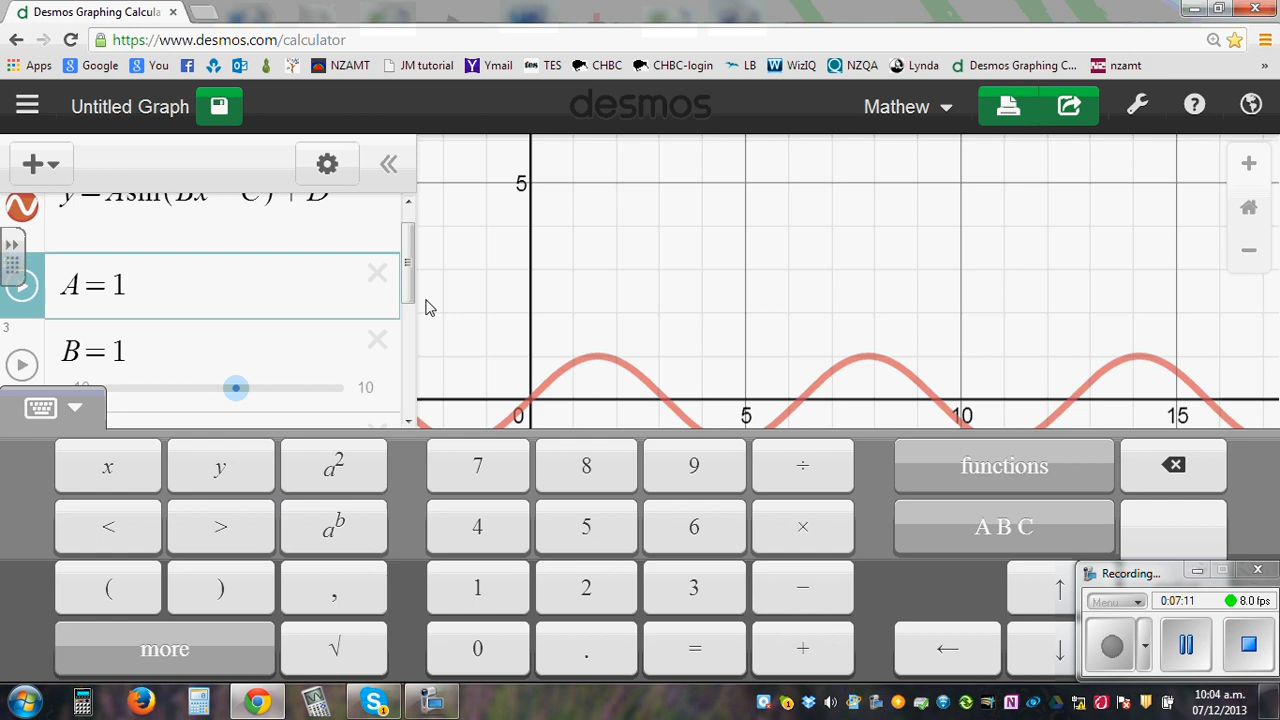 Desmos Graphing Calcula
https://www.desmos.com/calculator
Apps Google You NZAMT JM tutorial Ymail TES CHBC CHBC-login LB WizIQ NZQA Lynda Desmos Graphing C... nzamt »
Untitled Graph desmos Mathew
y=Asin(Bx C)+D
A=1
3
B=1
10
5
0 5 10 15
x y a² 7 8 9 ÷ functions
< > aᵇ 4 5 6 × A B C
( ) , 1 2 3 − ↑
more √ 0 . = + ← ↓
Recording...
Menu 0:07:11 8.0 fps
10:04 a.m.
07/12/2013